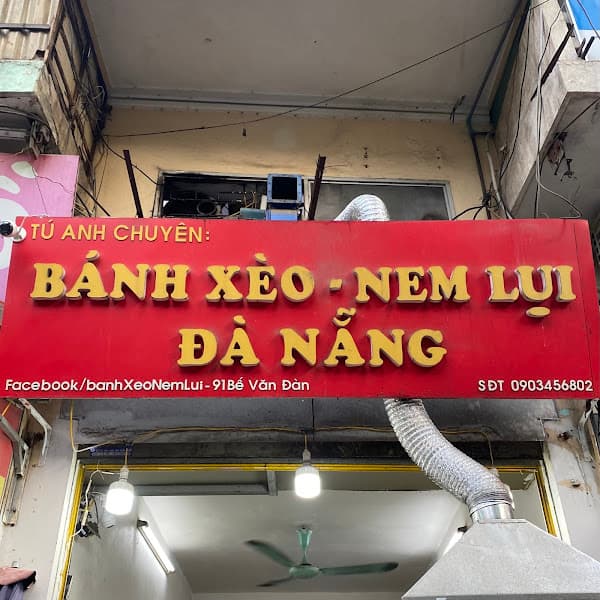 TÚ ANH CHUYÊN:
BÁNH XÈO - NEM LỤI
ĐÀ NẴNG
Facebook/banhXeoNemLui - 91Bế Văn Đàn SĐT 0903456802